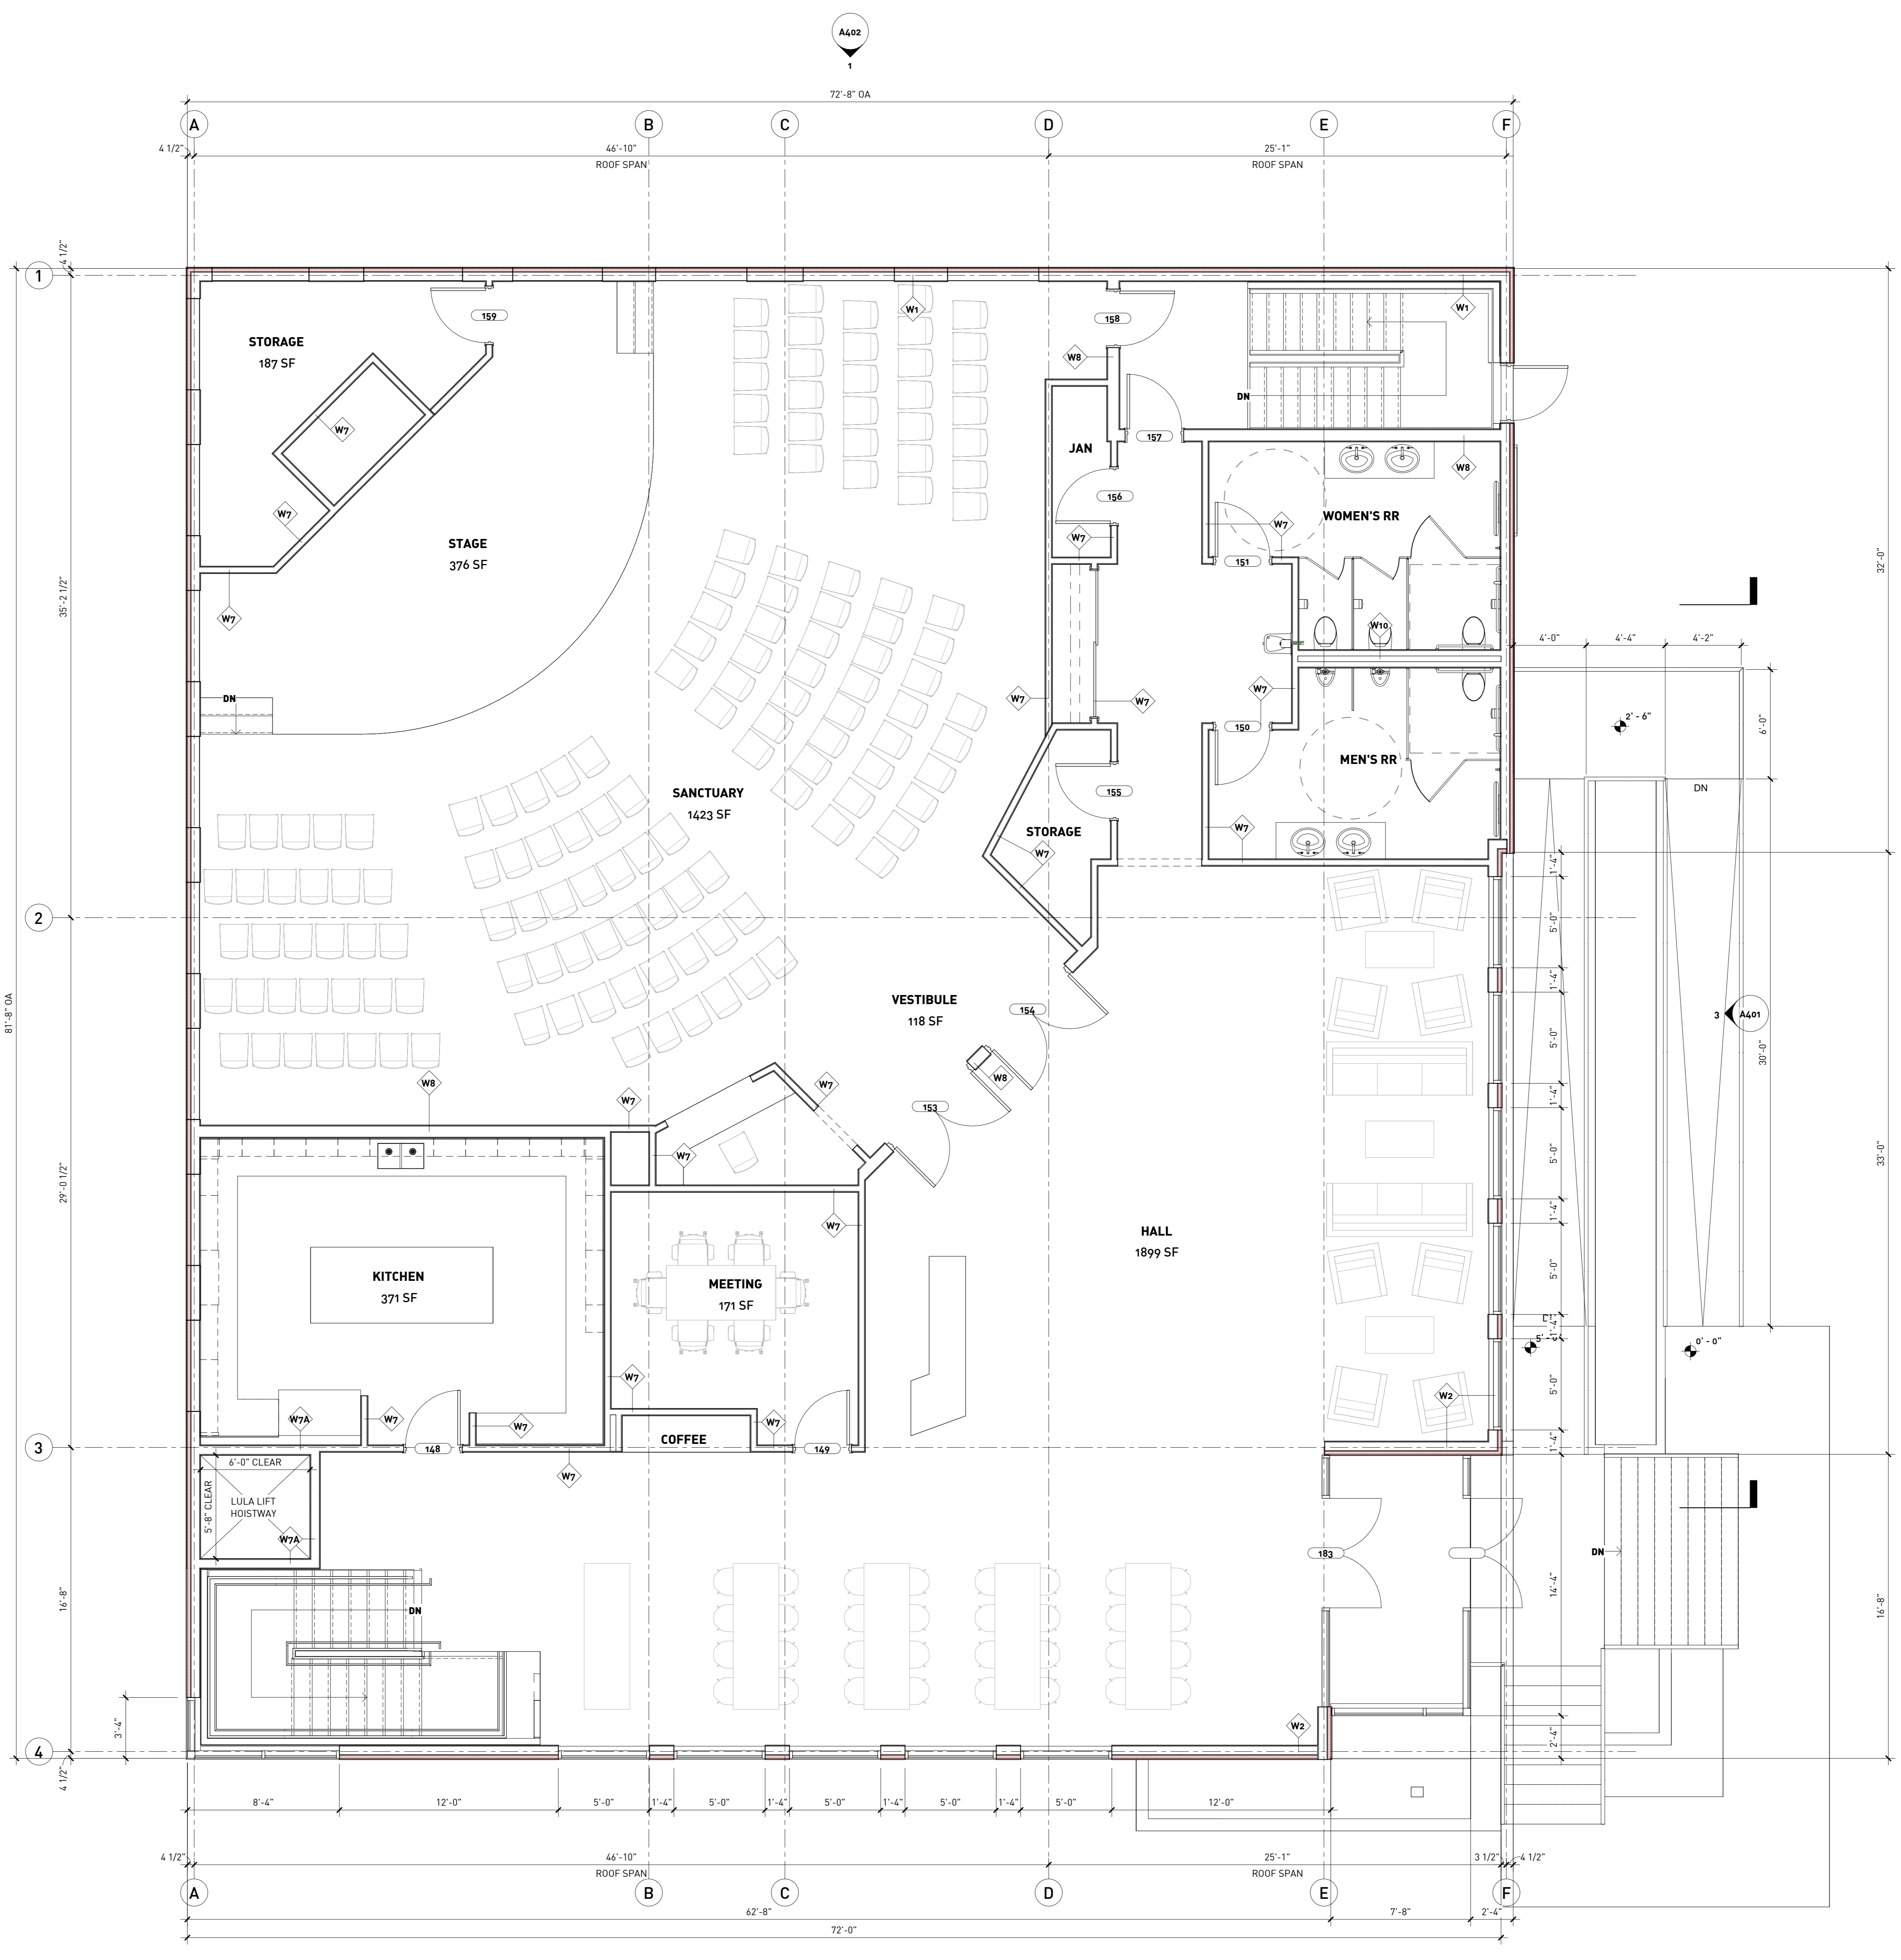 A402
1
72'-8" OA
A
B
C
D
E
F
4 1/2"
46'-10"
25'-1"
ROOF SPAN
ROOF SPAN
4 1/2"
1
159
158
W1
W1
STORAGE
187 SF
W8
DN
W7
157
JAN
W8
156
W7
WOMEN'S RR
W7
W7
STAGE
376 SF
151
32'-0"
35'-2 1/2"
W7
W10
4'-0"
4'-4"
4'-2"
W7
DN
W7
W7
2' - 6"
6'-0"
150
MEN'S RR
SANCTUARY
1423 SF
155
DN
STORAGE
W7
W7
1'-4"
2
5'-0"
1'-4"
VESTIBULE
118 SF
154
3
A401
81'-8" OA
5'-0"
30'-0"
W8
W7
W8
W7
1'-4"
153
W7
5'-0"
33'-0"
29'-0 1/2"
1'-4"
W7
HALL
1899 SF
KITCHEN
371 SF
MEETING
171 SF
5'-0"
1'-4"
0' - 0"
W7
5'-0"
W2
W7A
W7
W7
W7
COFFEE
148
149
3
1'-4"
6'-0" CLEAR
W7
5'-8" CLEAR
LULA LIFT
HOISTWAY
W7A
183
DN
14'-4"
16'-8"
16'-8"
DN
3'-4"
W2
2'-4"
4
4 1/2"
8'-4"
12'-0"
5'-0"
1'-4"
5'-0"
1'-4"
5'-0"
1'-4"
5'-0"
1'-4"
5'-0"
12'-0"
4 1/2"
46'-10"
25'-1"
3 1/2"
4 1/2"
ROOF SPAN
ROOF SPAN
A
B
C
D
E
F
62'-8"
7'-8"
2'-4"
72'-0"